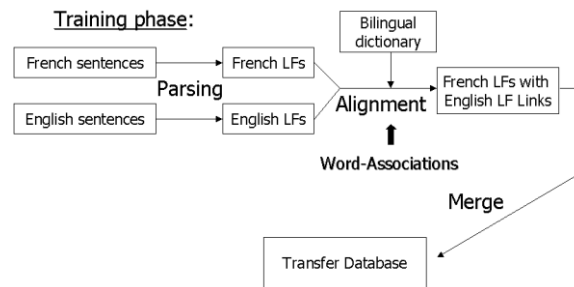 Training phase:
Bilingual
dictionary
French sentences
French LFs
French LFs with
English LF Links
Parsing
Alignment
English sentences
English LFs
Word-Associations
Merge
Transfer Database